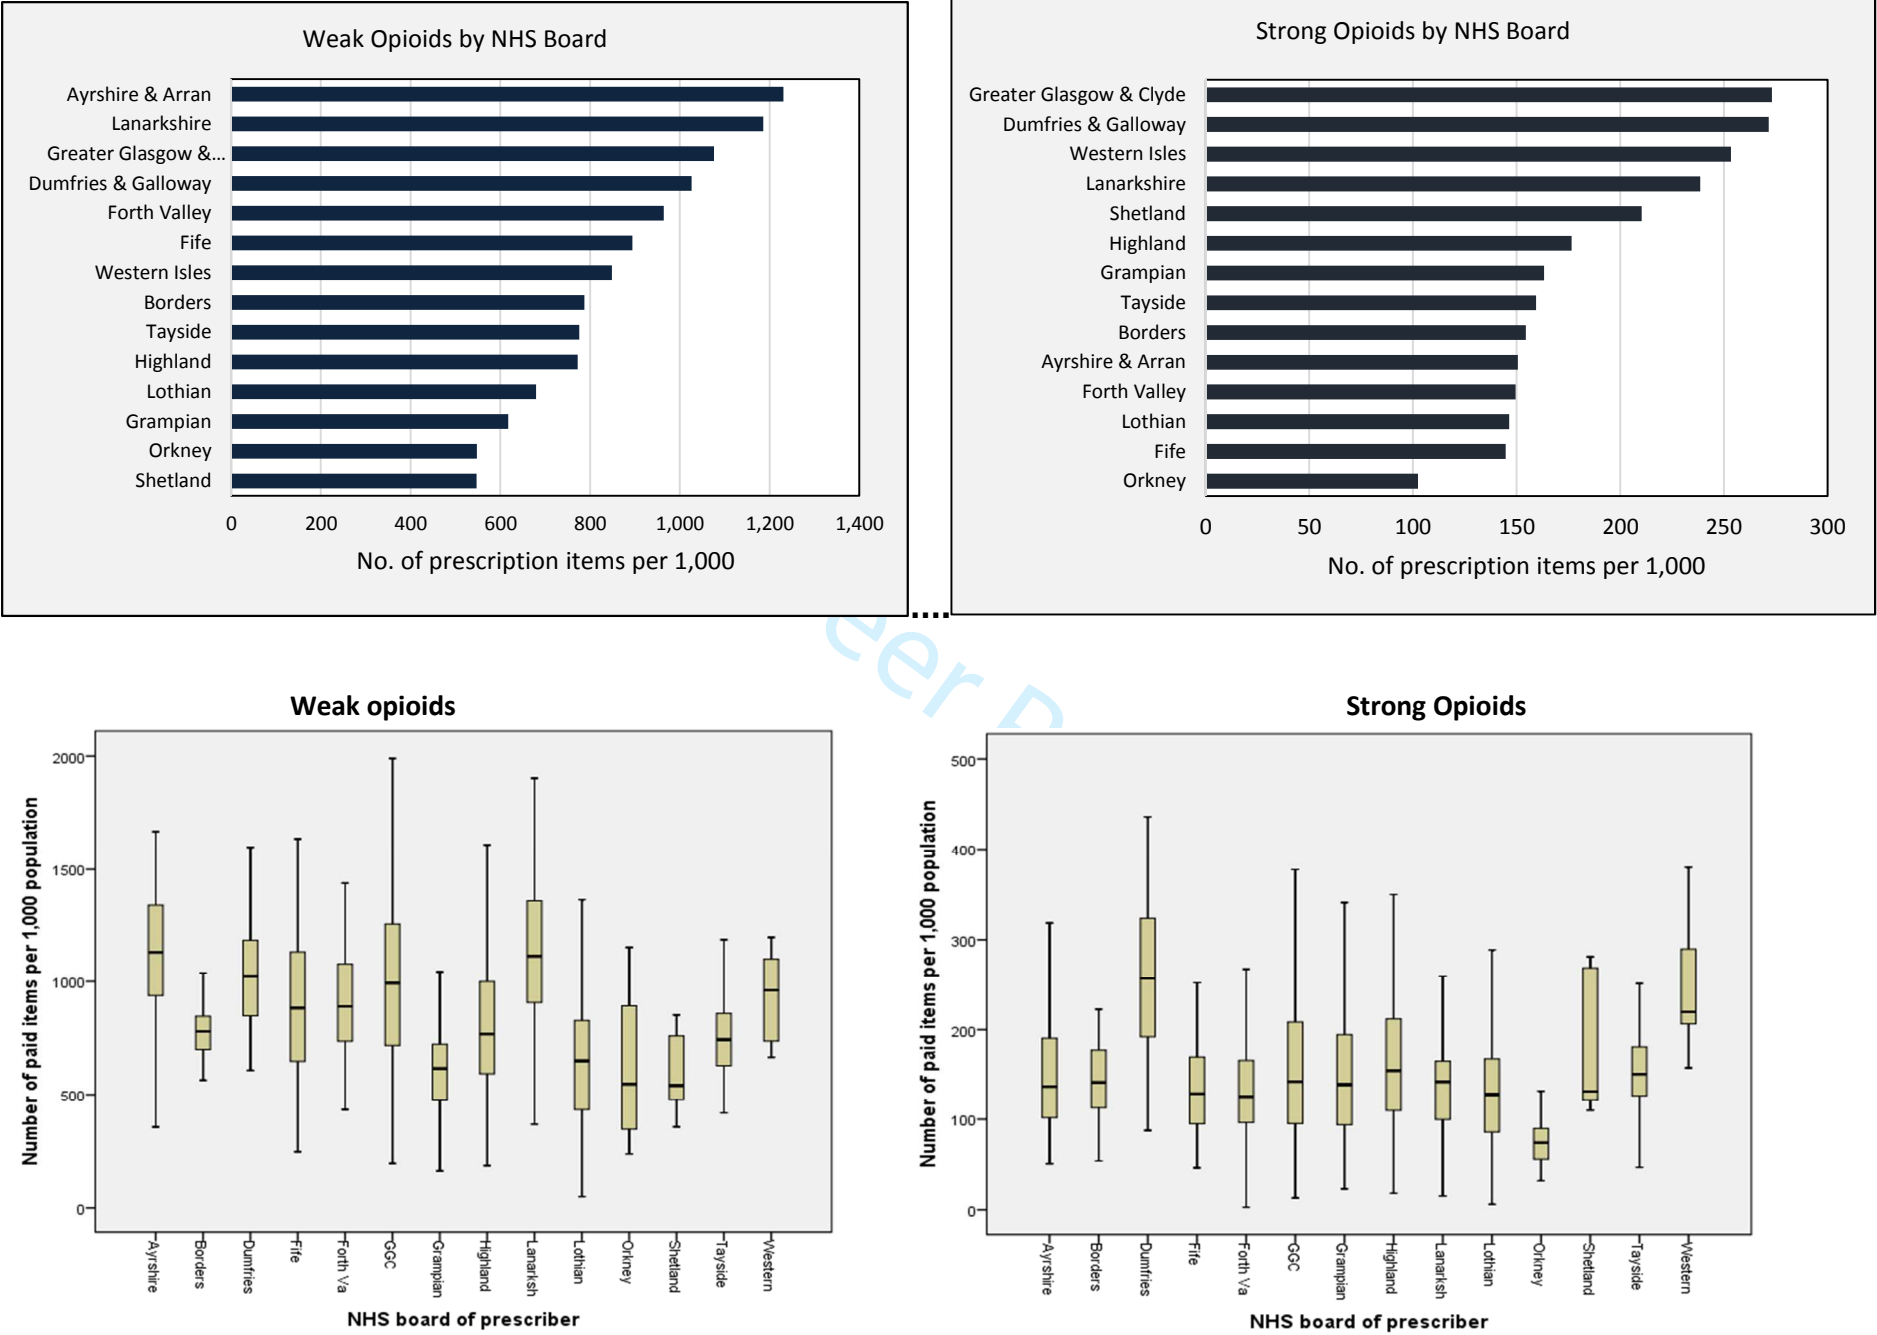 Weak Opioids by NHS Board
Ayrshire & Arran
Lanarkshire
Greater Glasgow &...
Dumfries & Galloway
Forth Valley
Fife
Western Isles
Borders
Tayside
Highland
Lothian
Grampian
Orkney
Shetland
0 200 400 600 800 1,000 1,200 1,400
No. of prescription items per 1,000
Strong Opioids by NHS Board
Greater Glasgow & Clyde
Dumfries & Galloway
Western Isles
Lanarkshire
Shetland
Highland
Grampian
Tayside
Borders
Ayrshire & Arran
Forth Valley
Lothian
Fife
Orkney
0 50 100 150 200 250 300
No. of prescription items per 1,000
....
eer
Weak opioids
Number of paid items per 1,000 population
2000
1500
1000
500
0
Ayrshire Borders Dumfries Fife Forth Va GGC Grampian Highland Lanarksh Lothian Orkney Shetland Tayside Western
NHS board of prescriber
Strong Opioids
Number of paid items per 1,000 population
500
400
300
200
100
0
Ayrshire Borders Dumfries Fife Forth Va GGC Grampian Highland Lanarksh Lothian Orkney Shetland Tayside Western
NHS board of prescriber